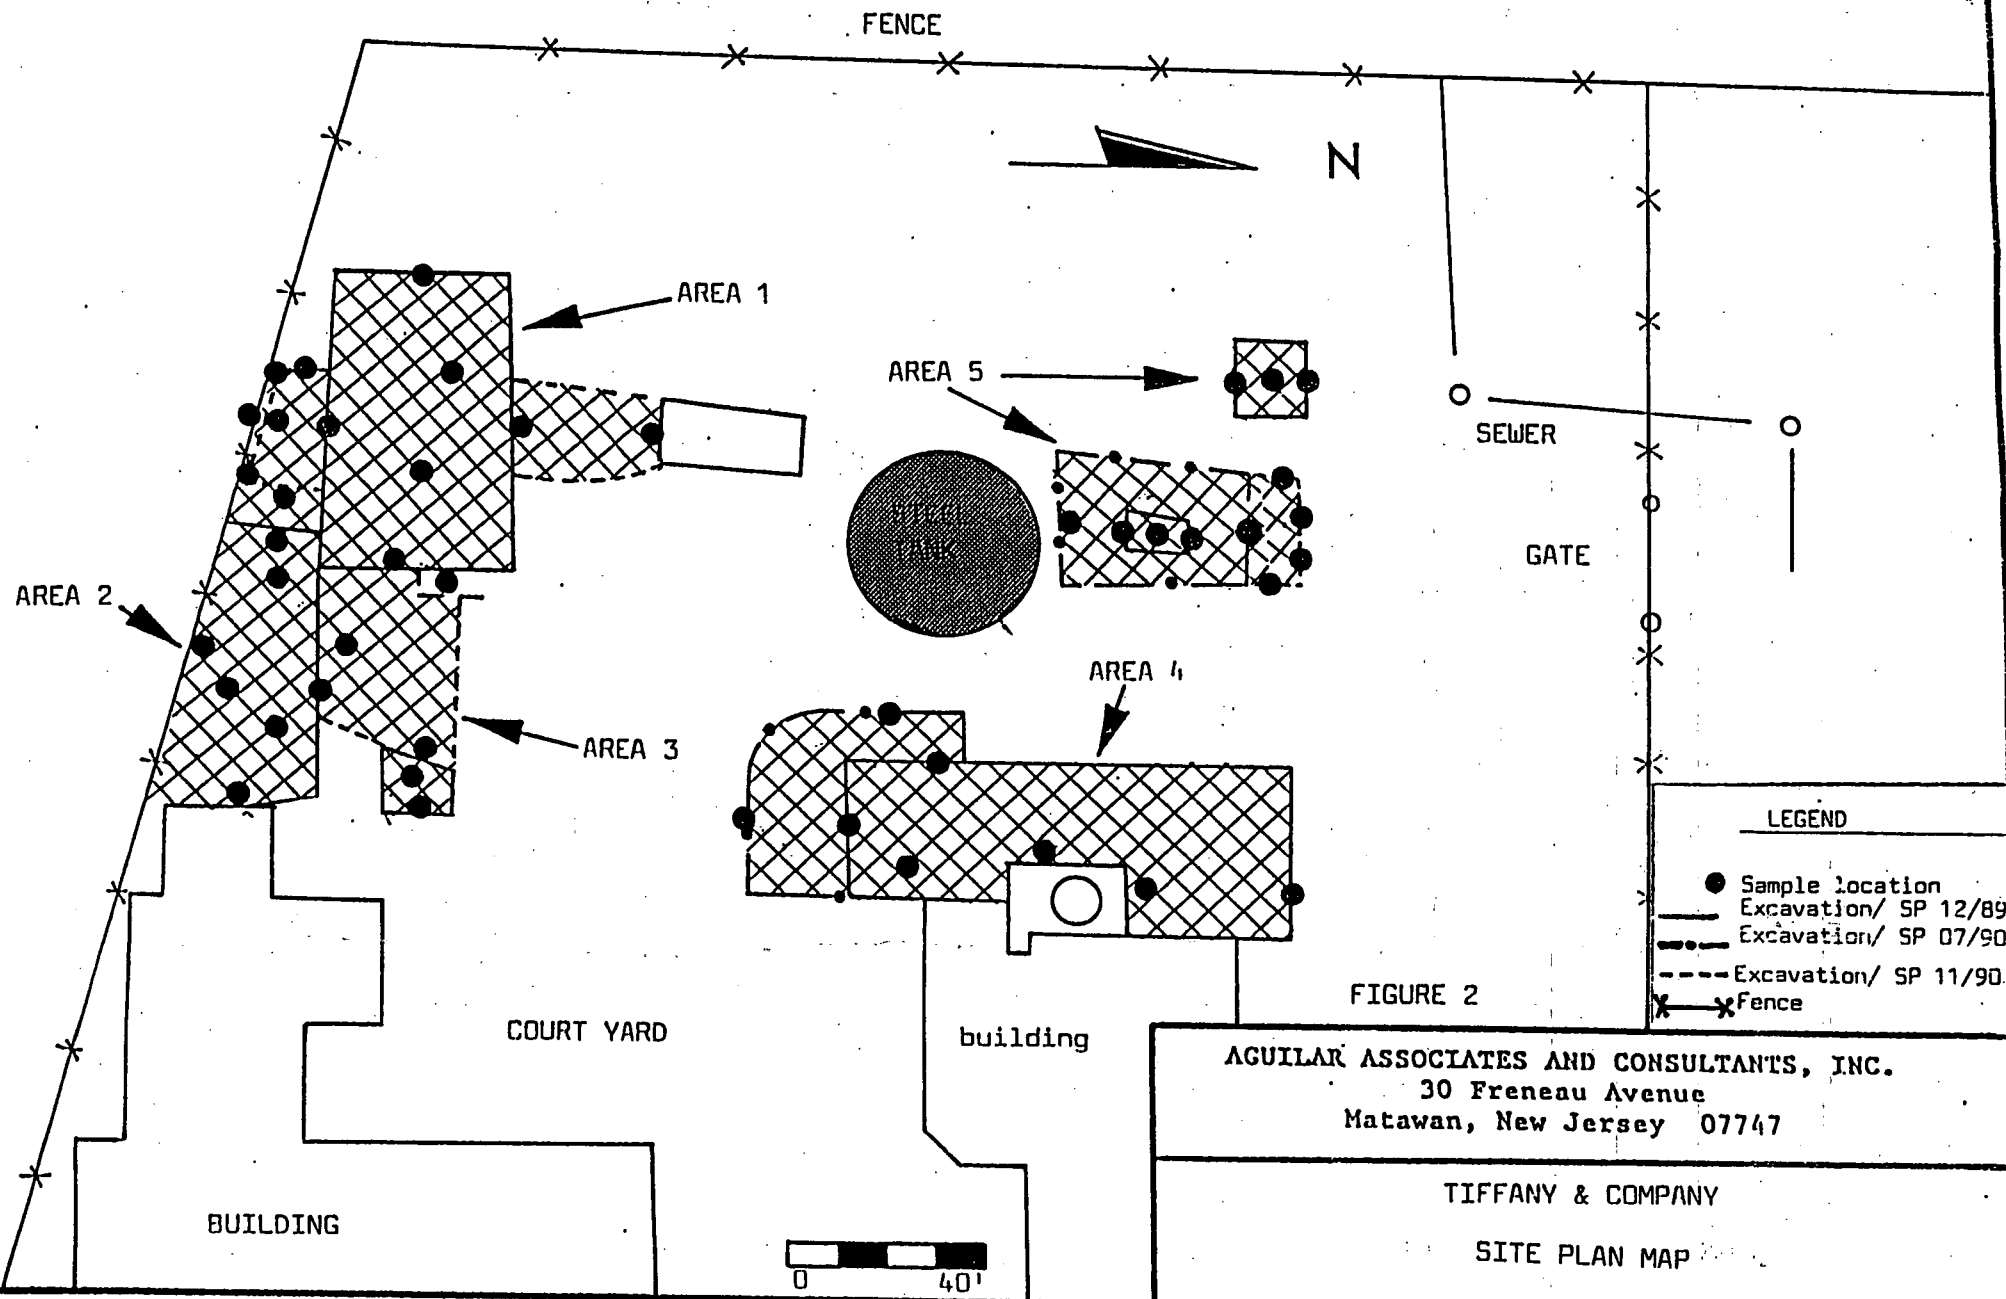 FENCE
N
AREA 1
AREA 5
SEWER
STEEL
TANK
GATE
AREA 2
AREA 4
AREA 3
LEGEND
Sample location
Excavation/ SP 12/89
Excavation/ SP 07/90
Excavation/ SP 11/90
Fence
FIGURE 2
COURT YARD
building
AGUILAR ASSOCIATES AND CONSULTANTS, INC.
30 Freneau Avenue
Matawan, New Jersey 07747
TIFFANY & COMPANY
BUILDING
SITE PLAN MAP
0 40'